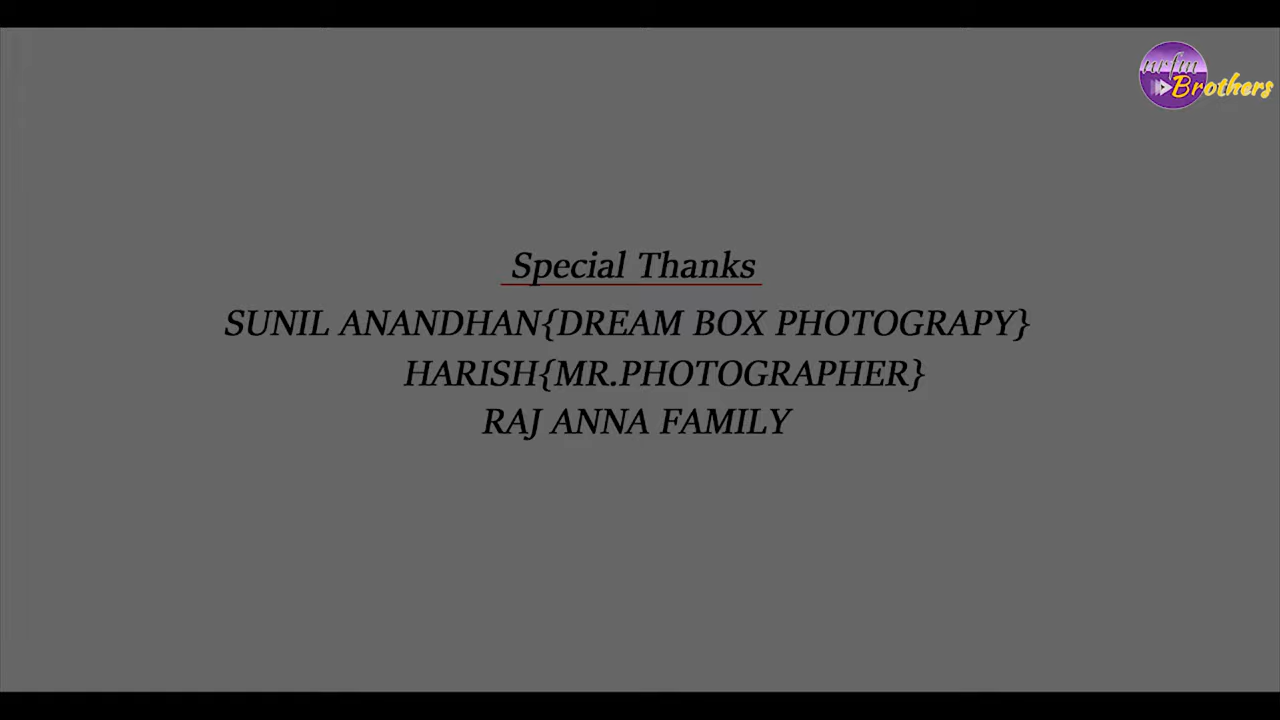 Brothers
Special Thanks
SUNIL ANANDHAN{DREAM BOX PHOTOGRAPY}
HARISH{MR.PHOTOGRAPHER}
RAJ ANNA FAMILY